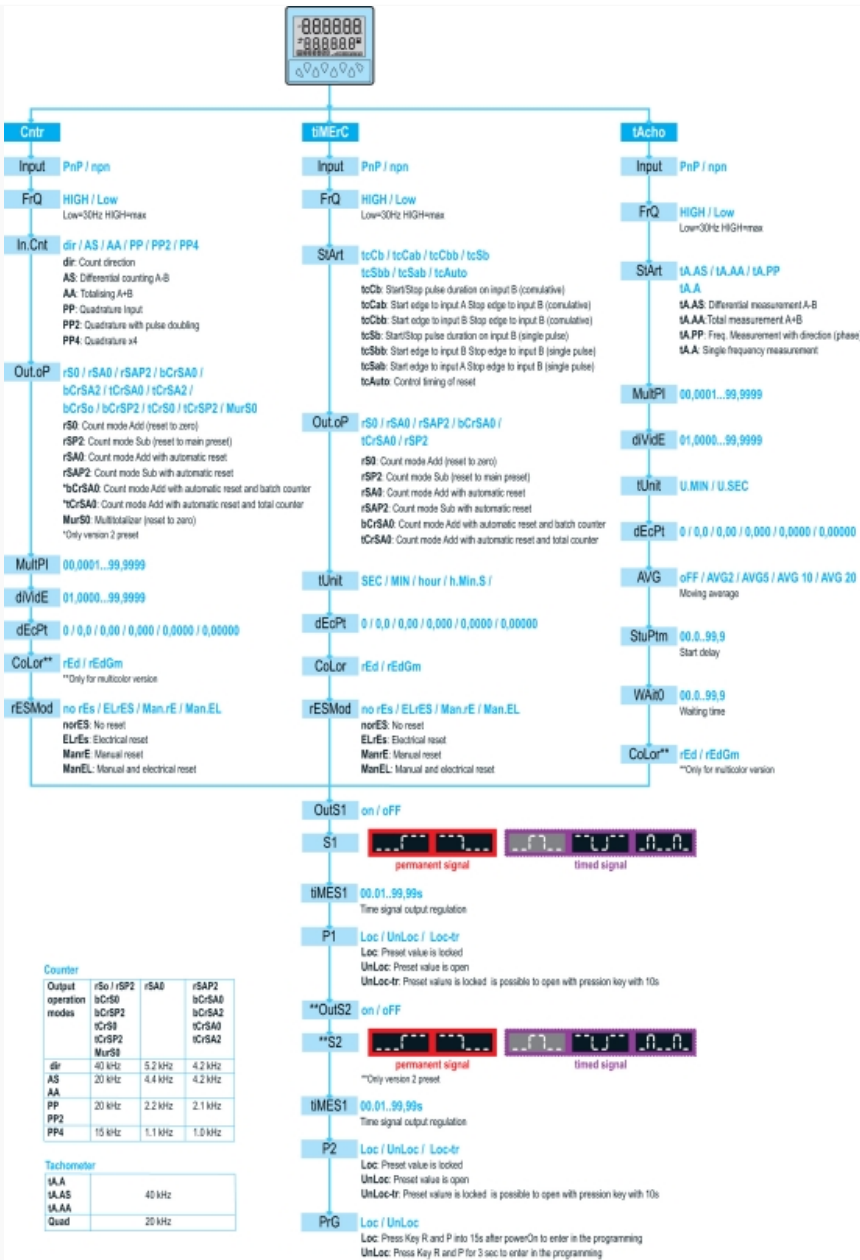 Cntr
Input PnP / npn
FrQ HIGH / Low
Low=30Hz HIGH=max
In.Cnt dir / AS / AA / PP / PP2 / PP4
dir: Count direction
AS: Differential counting A-B
AA: Totalising A+B
PP: Quadrature Input
PP2: Quadrature with pulse doubling
PP4: Quadrature x4
Out.oP rS0 / rSA0 / rSAP2 / bCrSA0 /
bCrSA2 / tCrSA0 / tCrSA2 /
bCrSo / bCrSP2 / tCrS0 / tCrSP2 / MurS0
rS0: Count mode Add (reset to zero)
rSP2: Count mode Sub (reset to main preset)
rSA0: Count mode Add with automatic reset
rSAP2: Count mode Sub with automatic reset
*bCrSA0: Count mode Add with automatic reset and batch counter
*tCrSA0: Count mode Add with automatic reset and total counter
MurS0: Multitotalizer (reset to zero)
*Only version 2 preset
MultPl 00,0001...99,9999
diVidE 01,0000...99,9999
dEcPt 0 / 0,0 / 0,00 / 0,000 / 0,0000 / 0,00000
CoLor** rEd / rEdGm
**Only for multicolor version
rESMod no rEs / ELrES / Man.rE / Man.EL
norES: No reset
ELrEs: Electrical reset
ManrE: Manual reset
ManEL: Manual and electrical reset
tiMErC
Input PnP / npn
FrQ HIGH / Low
Low=30Hz HIGH=max
StArt tcCb / tcCab / tcCbb / tcSb
tcSbb / tcSab / tcAuto
tcCb: Start/Stop pulse duration on input B (comulative)
tcCab: Start edge to input A Stop edge to input B (comulative)
tcCbb: Start edge to input B Stop edge to input B (comulative)
tcSb: Start/Stop pulse duration on input B (single pulse)
tcSbb: Start edge to input B Stop edge to input B (single pulse)
tcSab: Start edge to input A Stop edge to input B (single pulse)
tcAuto: Control timing of reset
Out.oP rS0 / rSA0 / rSAP2 / bCrSA0 /
tCrSA0 / rSP2
rS0: Count mode Add (reset to zero)
rSP2: Count mode Sub (reset to main preset)
rSA0: Count mode Add with automatic reset
rSAP2: Count mode Sub with automatic reset
bCrSA0: Count mode Add with automatic reset and batch counter
tCrSA0: Count mode Add with automatic reset and total counter
tUnit SEC / MIN / hour / h.Min.S /
dEcPt 0 / 0,0 / 0,00 / 0,000 / 0,0000 / 0,00000
CoLor rEd / rEdGm
rESMod no rEs / ELrES / Man.rE / Man.EL
norES: No reset
ELrEs: Electrical reset
ManrE: Manual reset
ManEL: Manual and electrical reset
tAcho
Input PnP / npn
FrQ HIGH / Low
Low=30Hz HIGH=max
StArt tA.AS / tA.AA / tA.PP
tA.A
tA.AS: Differential measurement A-B
tA.AA: Total measurement A+B
tA.PP: Freq. Measurement with direction (phase
tA.A: Single frequency measurement
MultPl 00,0001...99,9999
diVidE 01,0000...99,9999
tUnit U.MIN / U.SEC
dEcPt 0 / 0,0 / 0,00 / 0,000 / 0,0000 / 0,00000
AVG oFF / AVG2 / AVG5 / AVG 10 / AVG 20
Moving average
StuPtm 00.0..99,9
Start delay
WAit0 00.0..99,9
Waiting time
CoLor** rEd / rEdGm
**Only for multicolor version
OutS1 on / oFF
S1
permanent signal timed signal
tiMES1 00.01..99,99s
Time signal output regulation
P1 Loc / UnLoc / Loc-tr
Loc: Preset value is locked
UnLoc: Preset value is open
UnLoc-tr: Preset valure is locked is possible to open with pression key with 10s
**OutS2 on / oFF
**S2
permanent signal timed signal
**Only version 2 preset
tiMES1 00.01..99,99s
Time signal output regulation
P2 Loc / UnLoc / Loc-tr
Loc: Preset value is locked
UnLoc: Preset value is open
UnLoc-tr: Preset valure is locked is possible to open with pression key with 10s
PrG Loc / UnLoc
Loc: Press Key R and P into 15s after powerOn to enter in the programming
UnLoc: Press Key R and P for 3 sec to enter in the programming
Counter
Output rSo / rSP2 rSA0 rSAP2
operation bCrS0 bCrSA0
modes bCrSP2 bCrSA2
tCrS0 tCrSA0
tCrSP2 tCrSA2
MurS0
dir 40 kHz 5.2 kHz 4.2 kHz
AS 20 kHz 4.4 kHz 4.2 kHz
AA
PP 20 kHz 2.2 kHz 2.1 kHz
PP2
PP4 15 kHz 1.1 kHz 1.0 kHz
Tachometer
tA.A
tA.AS 40 kHz
tA.AA
Quad 20 kHz